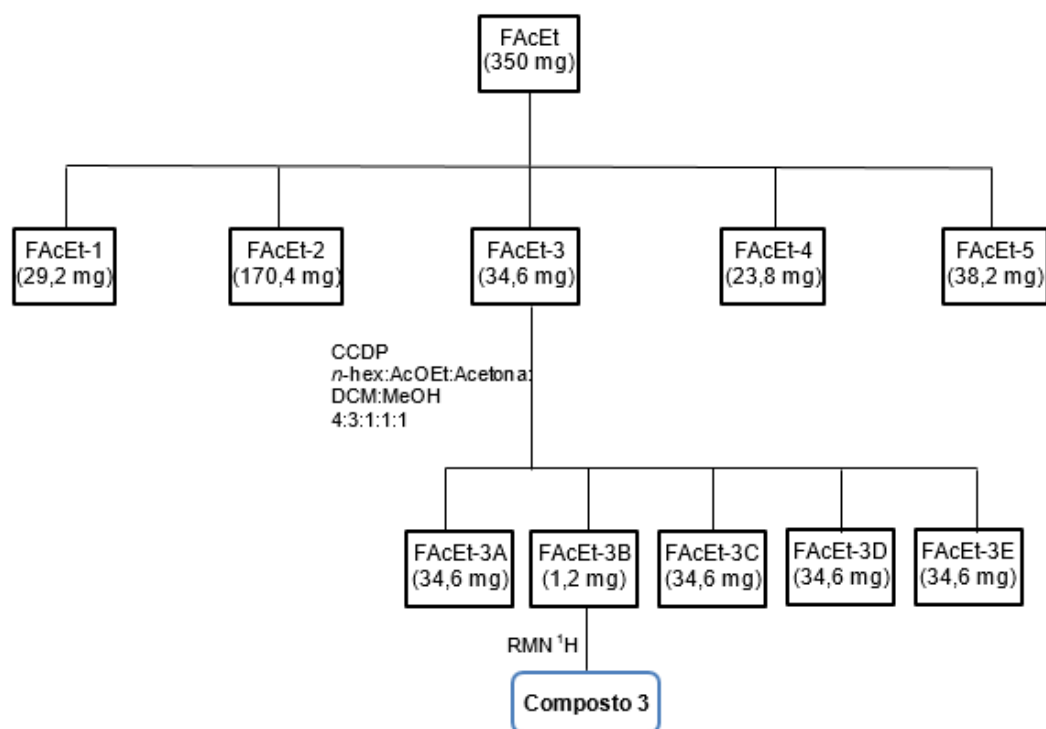 FAcEt
(350 mg)
FAcEt-1
(29,2 mg)
FAcEt-2
(170,4 mg)
FAcEt-3
(34,6 mg)
FAcEt-4
(23,8 mg)
FAcEt-5
(38,2 mg)
CCDP
n-hex:AcOEt:Acetona:
DCM:MeOH
4:3:1:1:1
FAcEt-3A
(34,6 mg)
FAcEt-3B
(1,2 mg)
FAcEt-3C
(34,6 mg)
FAcEt-3D
(34,6 mg)
FAcEt-3E
(34,6 mg)
RMN ¹H
Composto 3